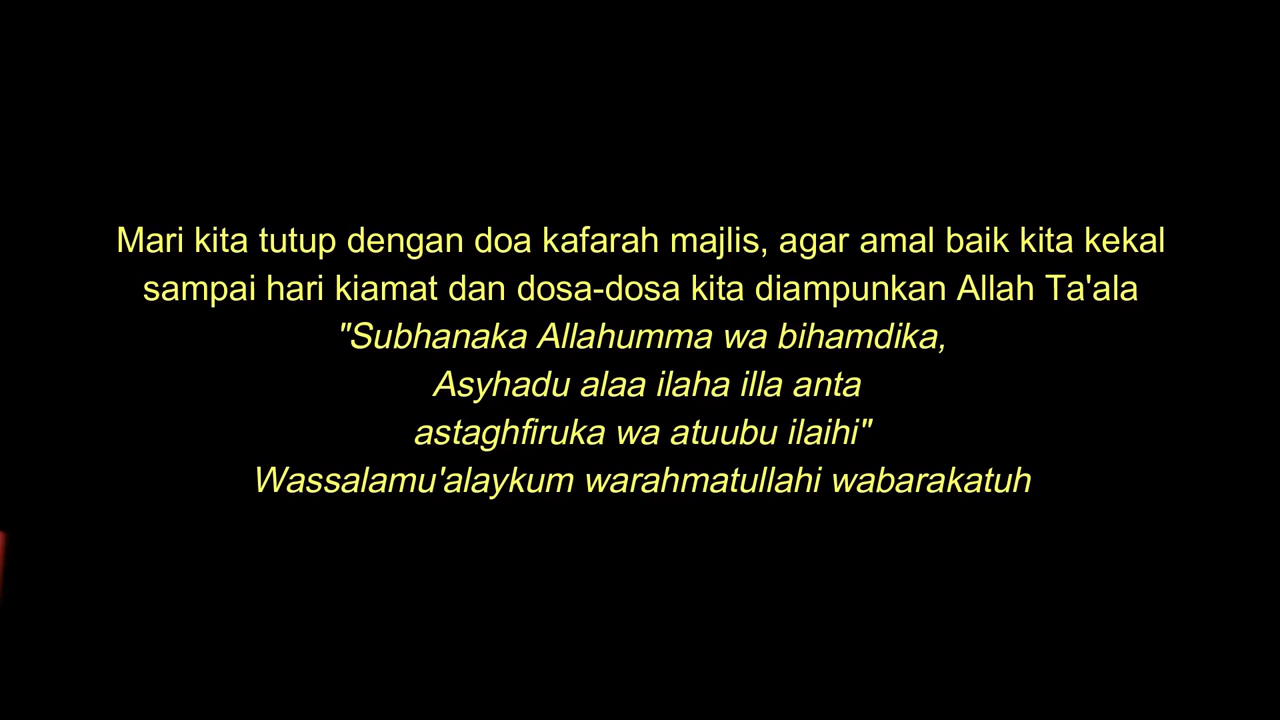 Mari kita tutup dengan doa kafarah majlis, agar amal baik kita kekal
sampai hari kiamat dan dosa-dosa kita diampunkan Allah Ta'ala
"Subhanaka Allahumma wa bihamdika,
Asyhadu alaa ilaha illa anta
astaghfiruka wa atuubu ilaihi"
Wassalamu'alaykum warahmatullahi wabarakatuh